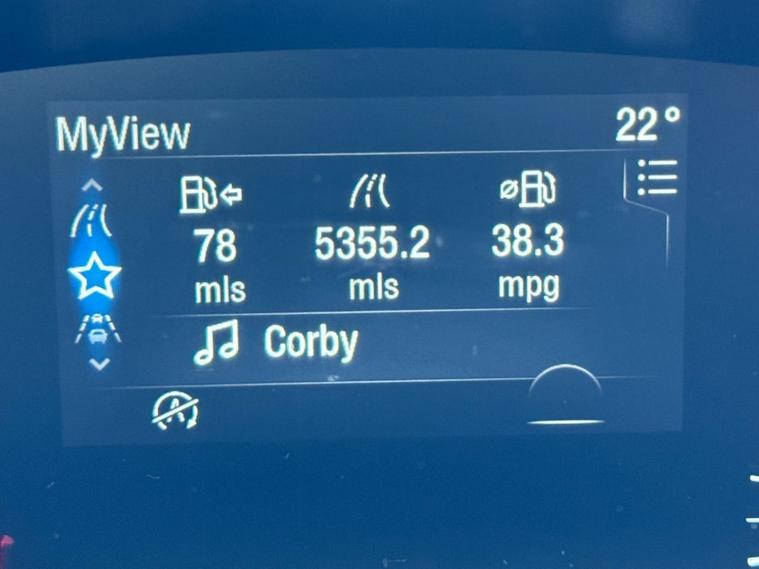 MyView 22°
78 5355.2 ø 38.3
mls mls mpg
Corby
A